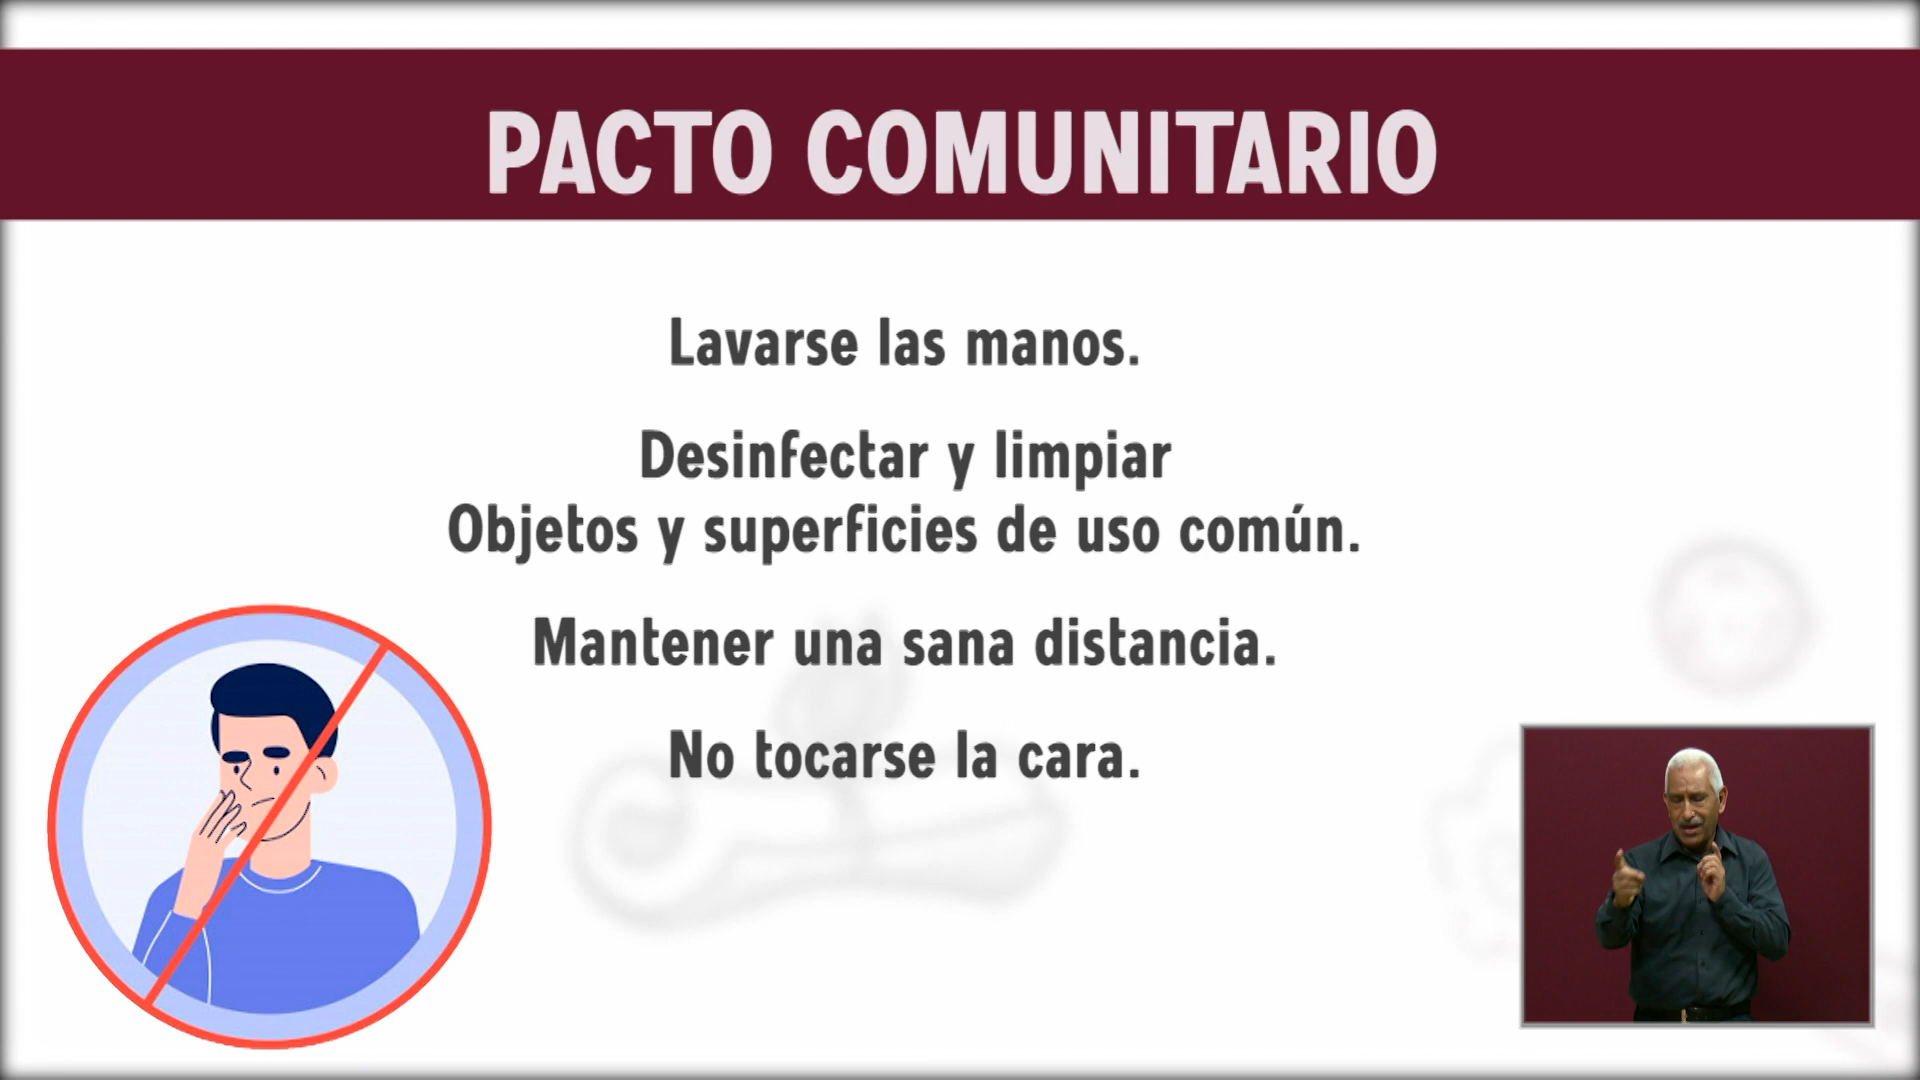 PACTO COMUNITARIO
Lavarse las manos.
Desinfectar y limpiar
Objetos y superficies de uso común.
Mantener una sana distancia.
No tocarse la cara.